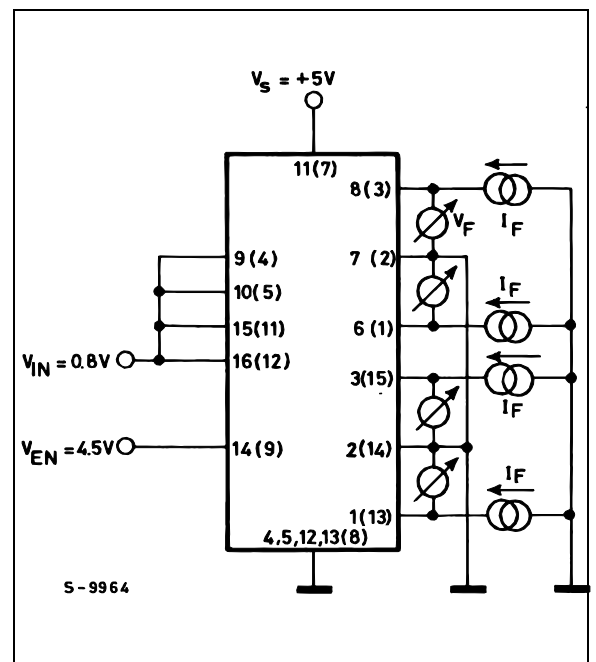 Vs = +5V
11(7)
8(3)
VF
IF
9(4)
7 (2)
10(5)
IF
15(11)
6(1)
VIN = 0.8V
16(12)
3(15)
IF
VEN = 4.5V
14(9)
2(14)
IF
1(13)
4,5,12,13(8)
S-9964